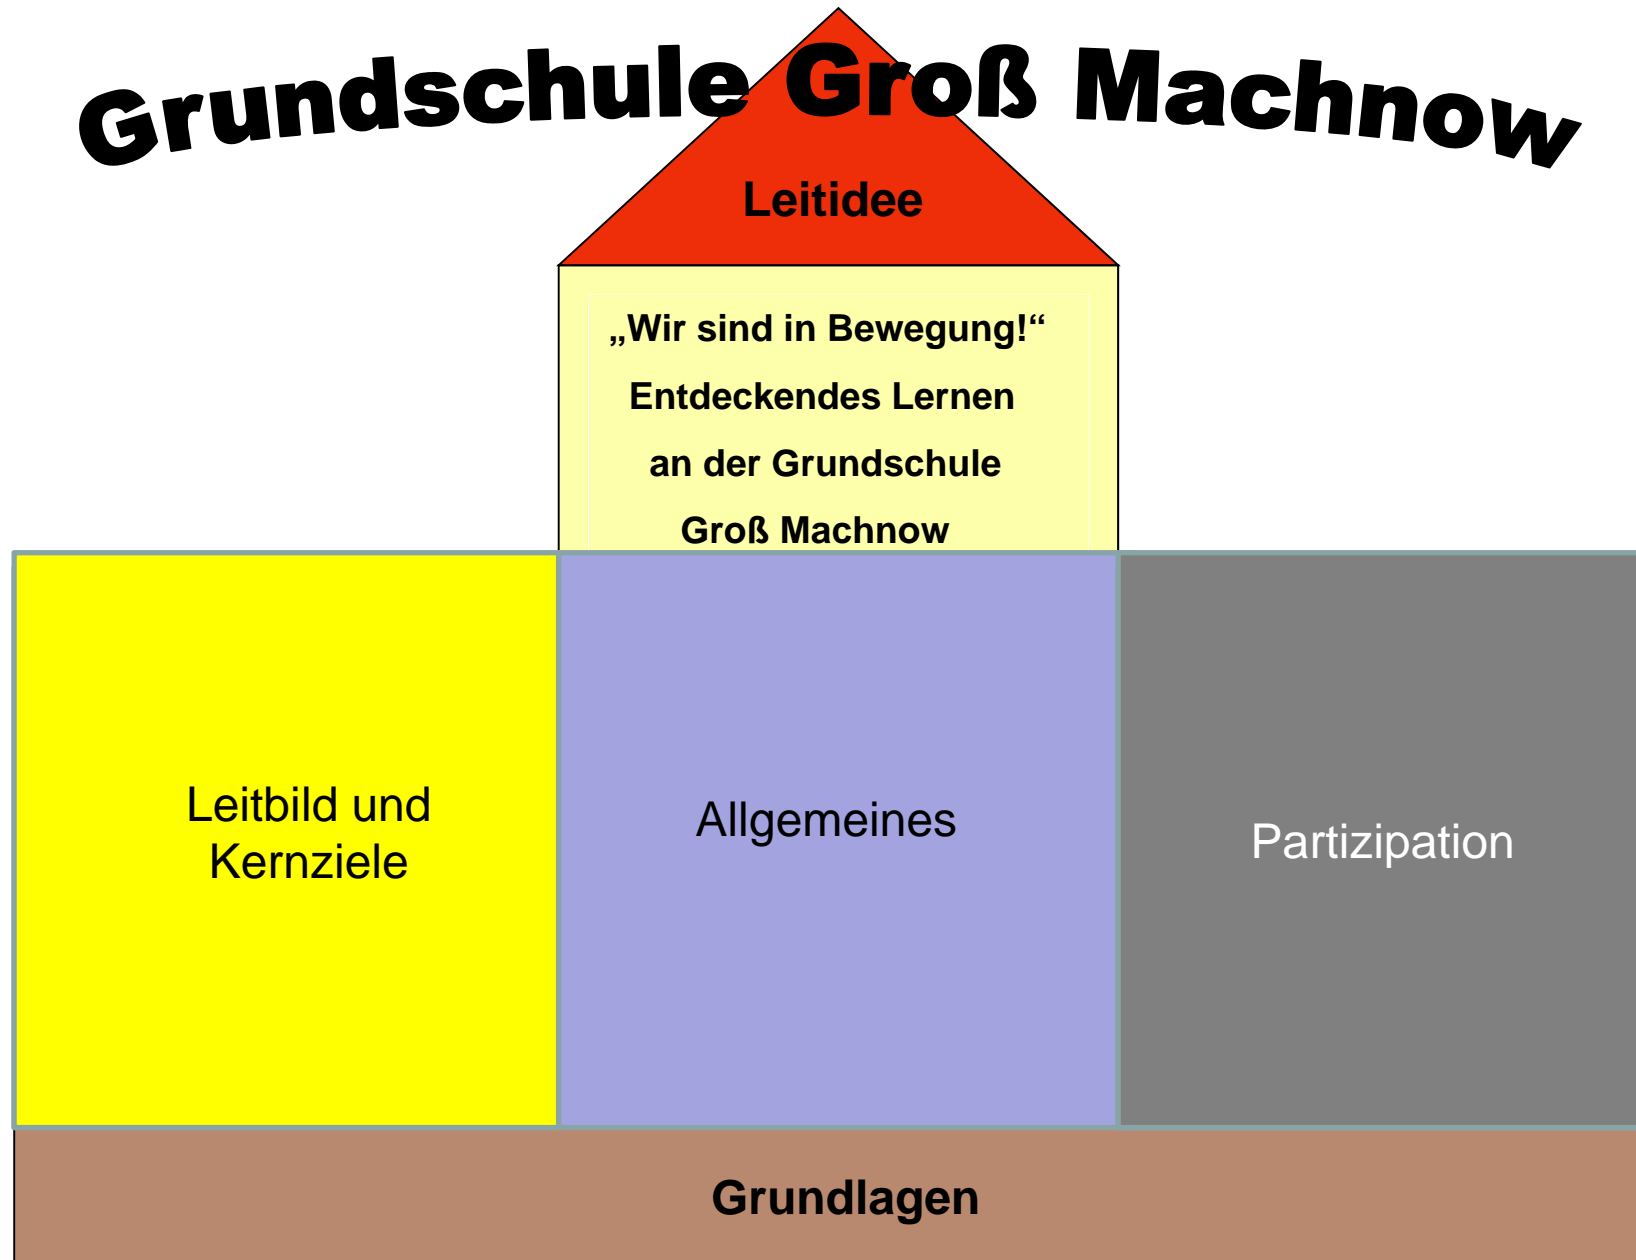 Grundschule Groß Machnow
Leitidee
„Wir sind in Bewegung!“
Entdeckendes Lernen
an der Grundschule
Groß Machnow
Leitbild und
Kernziele
Allgemeines
Partizipation
Grundlagen